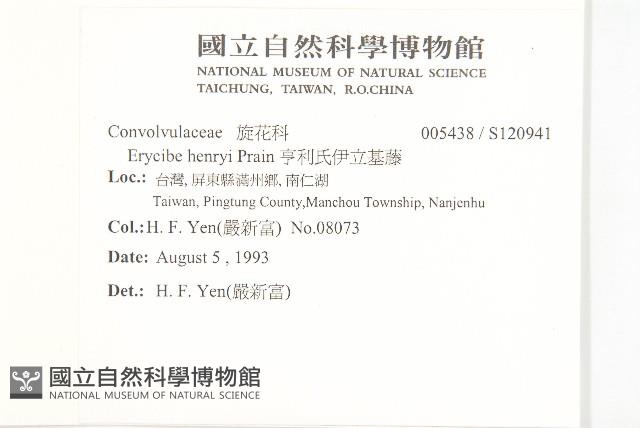 國立自然科學博物館
NATIONAL MUSEUM OF NATURAL SCIENCE
TAICHUNG, TAIWAN, R.O.CHINA
Convolvulaceae 旋花科 005438 / S120941
Erycibe henryi Prain 亨利氏伊立基藤
Loc.: 台灣, 屏東縣滿州鄉, 南仁湖
Taiwan, Pingtung County,Manchou Township, Nanjenhu
Col.: H. F. Yen(嚴新富) No.08073
Date: August 5 , 1993
Det.: H. F. Yen(嚴新富)
國立自然科學博物館
NATIONAL MUSEUM OF NATURAL SCIENCE